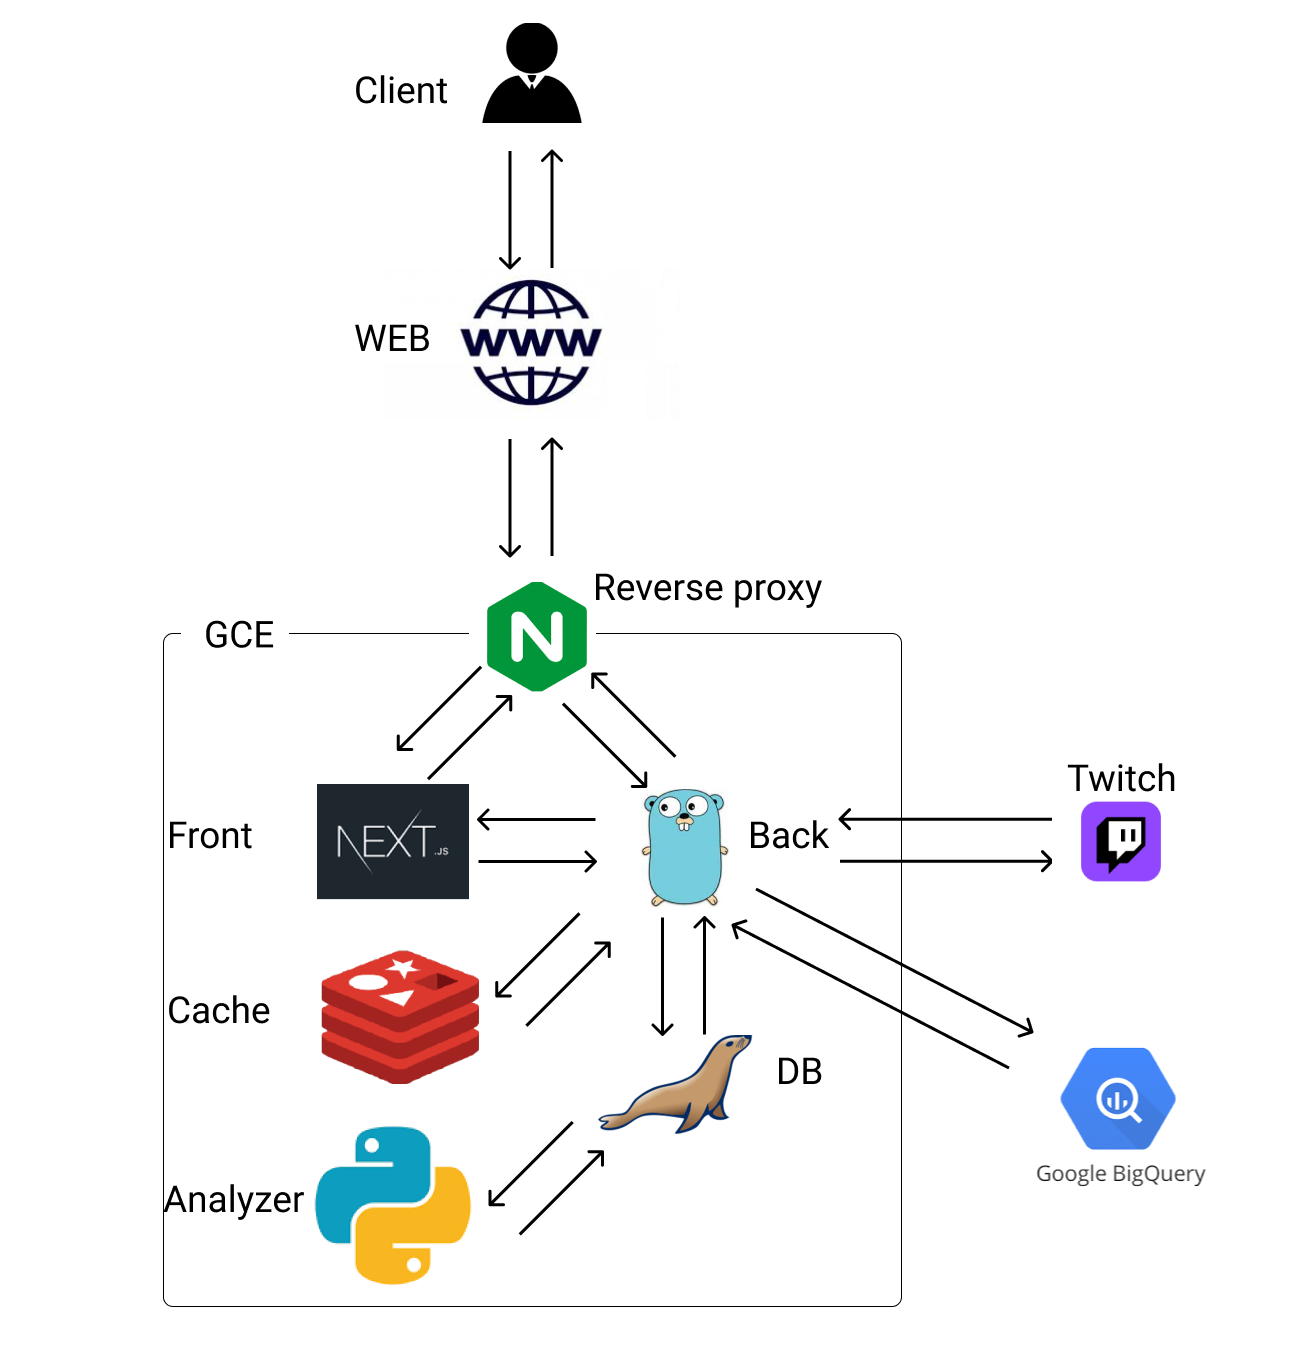 Client
WEB
WWW
Reverse proxy
GCE
N
Twitch
Front
NEXT.JS
Back
Cache
DB
Analyzer
Google BigQuery